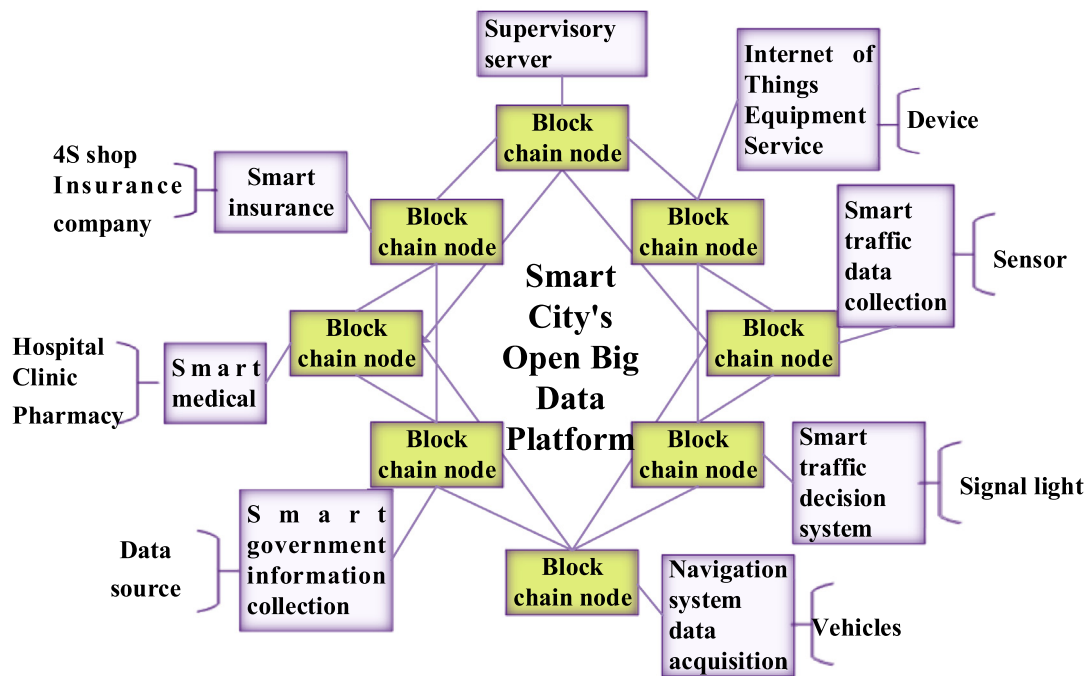 Supervisory
server
Internet of
Things
Equipment
Service
Device
Block
chain node
4S shop
Insurance
company
Smart
insurance
Block
chain node
Block
chain node
Smart
traffic
data
collection
Sensor
Smart
City's
Open Big
Data
Platform
Hospital
Clinic
Pharmacy
Smart
medical
Block
chain node
Block
chain node
Block
chain node
Block
chain node
Smart
traffic
decision
system
Signal light
Data
source
Smart
government
information
collection
Block
chain node
Navigation
system
data
acquisition
Vehicles